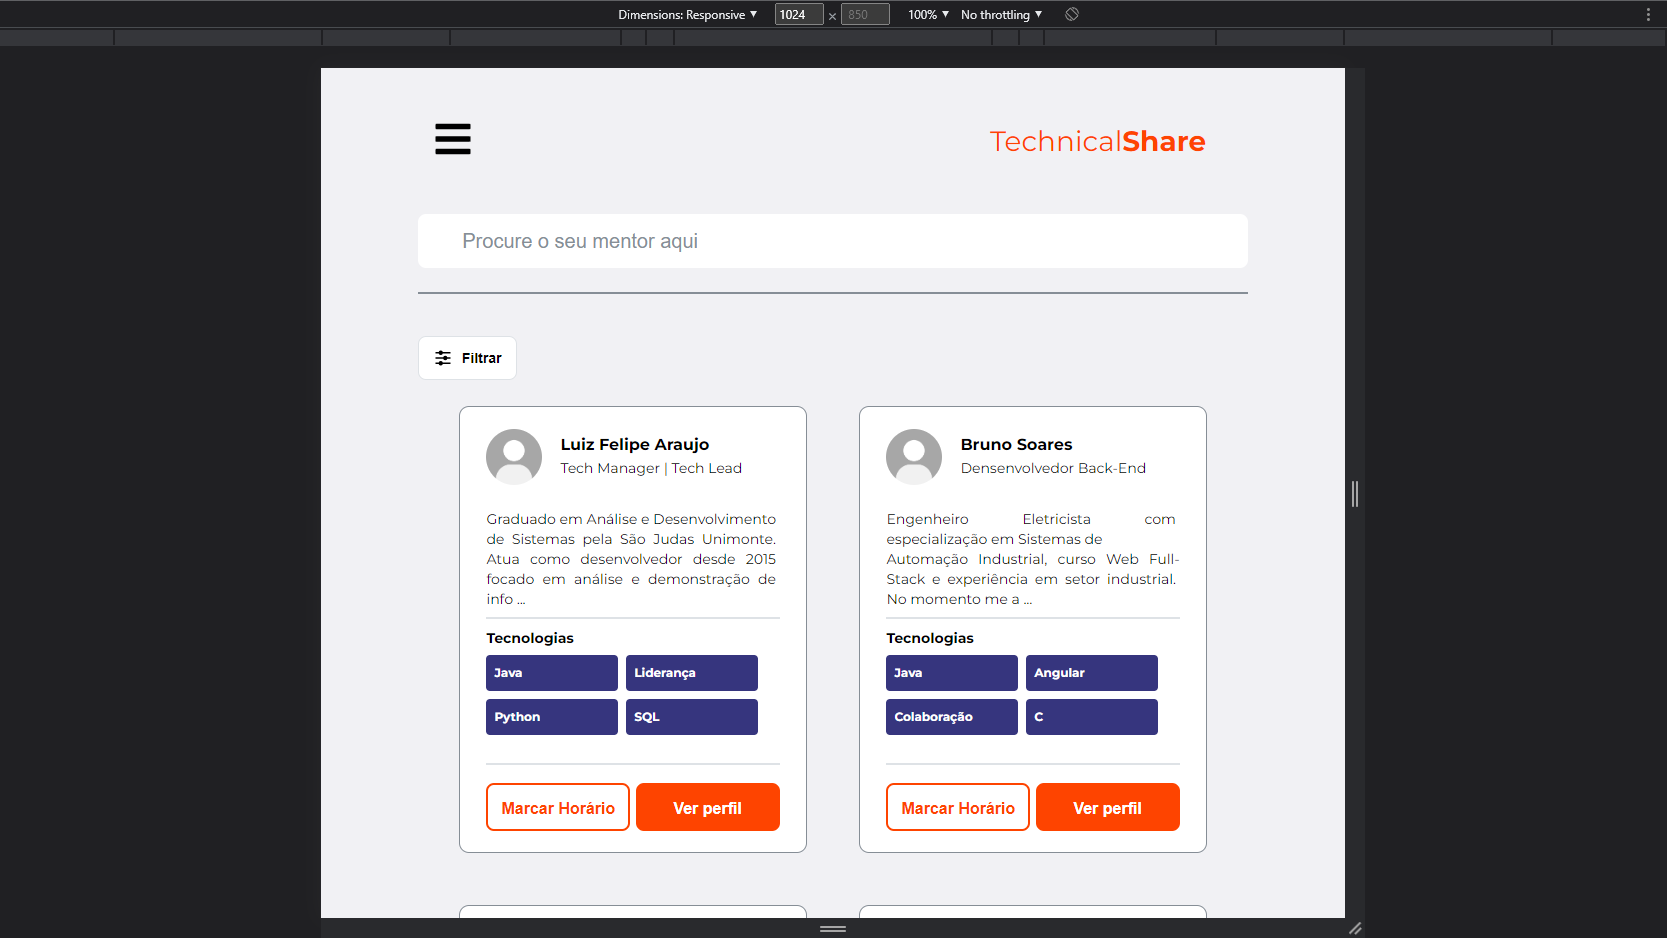 Dimensions: Responsive ▼ 1024 × 850 100% ▼ No throttling ▼
TechnicalShare
Procure o seu mentor aqui
Filtrar
Luiz Felipe Araujo
Tech Manager | Tech Lead
Graduado em Análise e Desenvolvimento
de Sistemas pela São Judas Unimonte.
Atua como desenvolvedor desde 2015
focado em análise e demonstração de
info ...
Tecnologias
Java Liderança
Python SQL
Marcar Horário Ver perfil
Bruno Soares
Densenvolvedor Back-End
Engenheiro Eletricista com
especialização em Sistemas de
Automação Industrial, curso Web Full-
Stack e experiência em setor industrial.
No momento me a ...
Tecnologias
Java Angular
Colaboração C
Marcar Horário Ver perfil